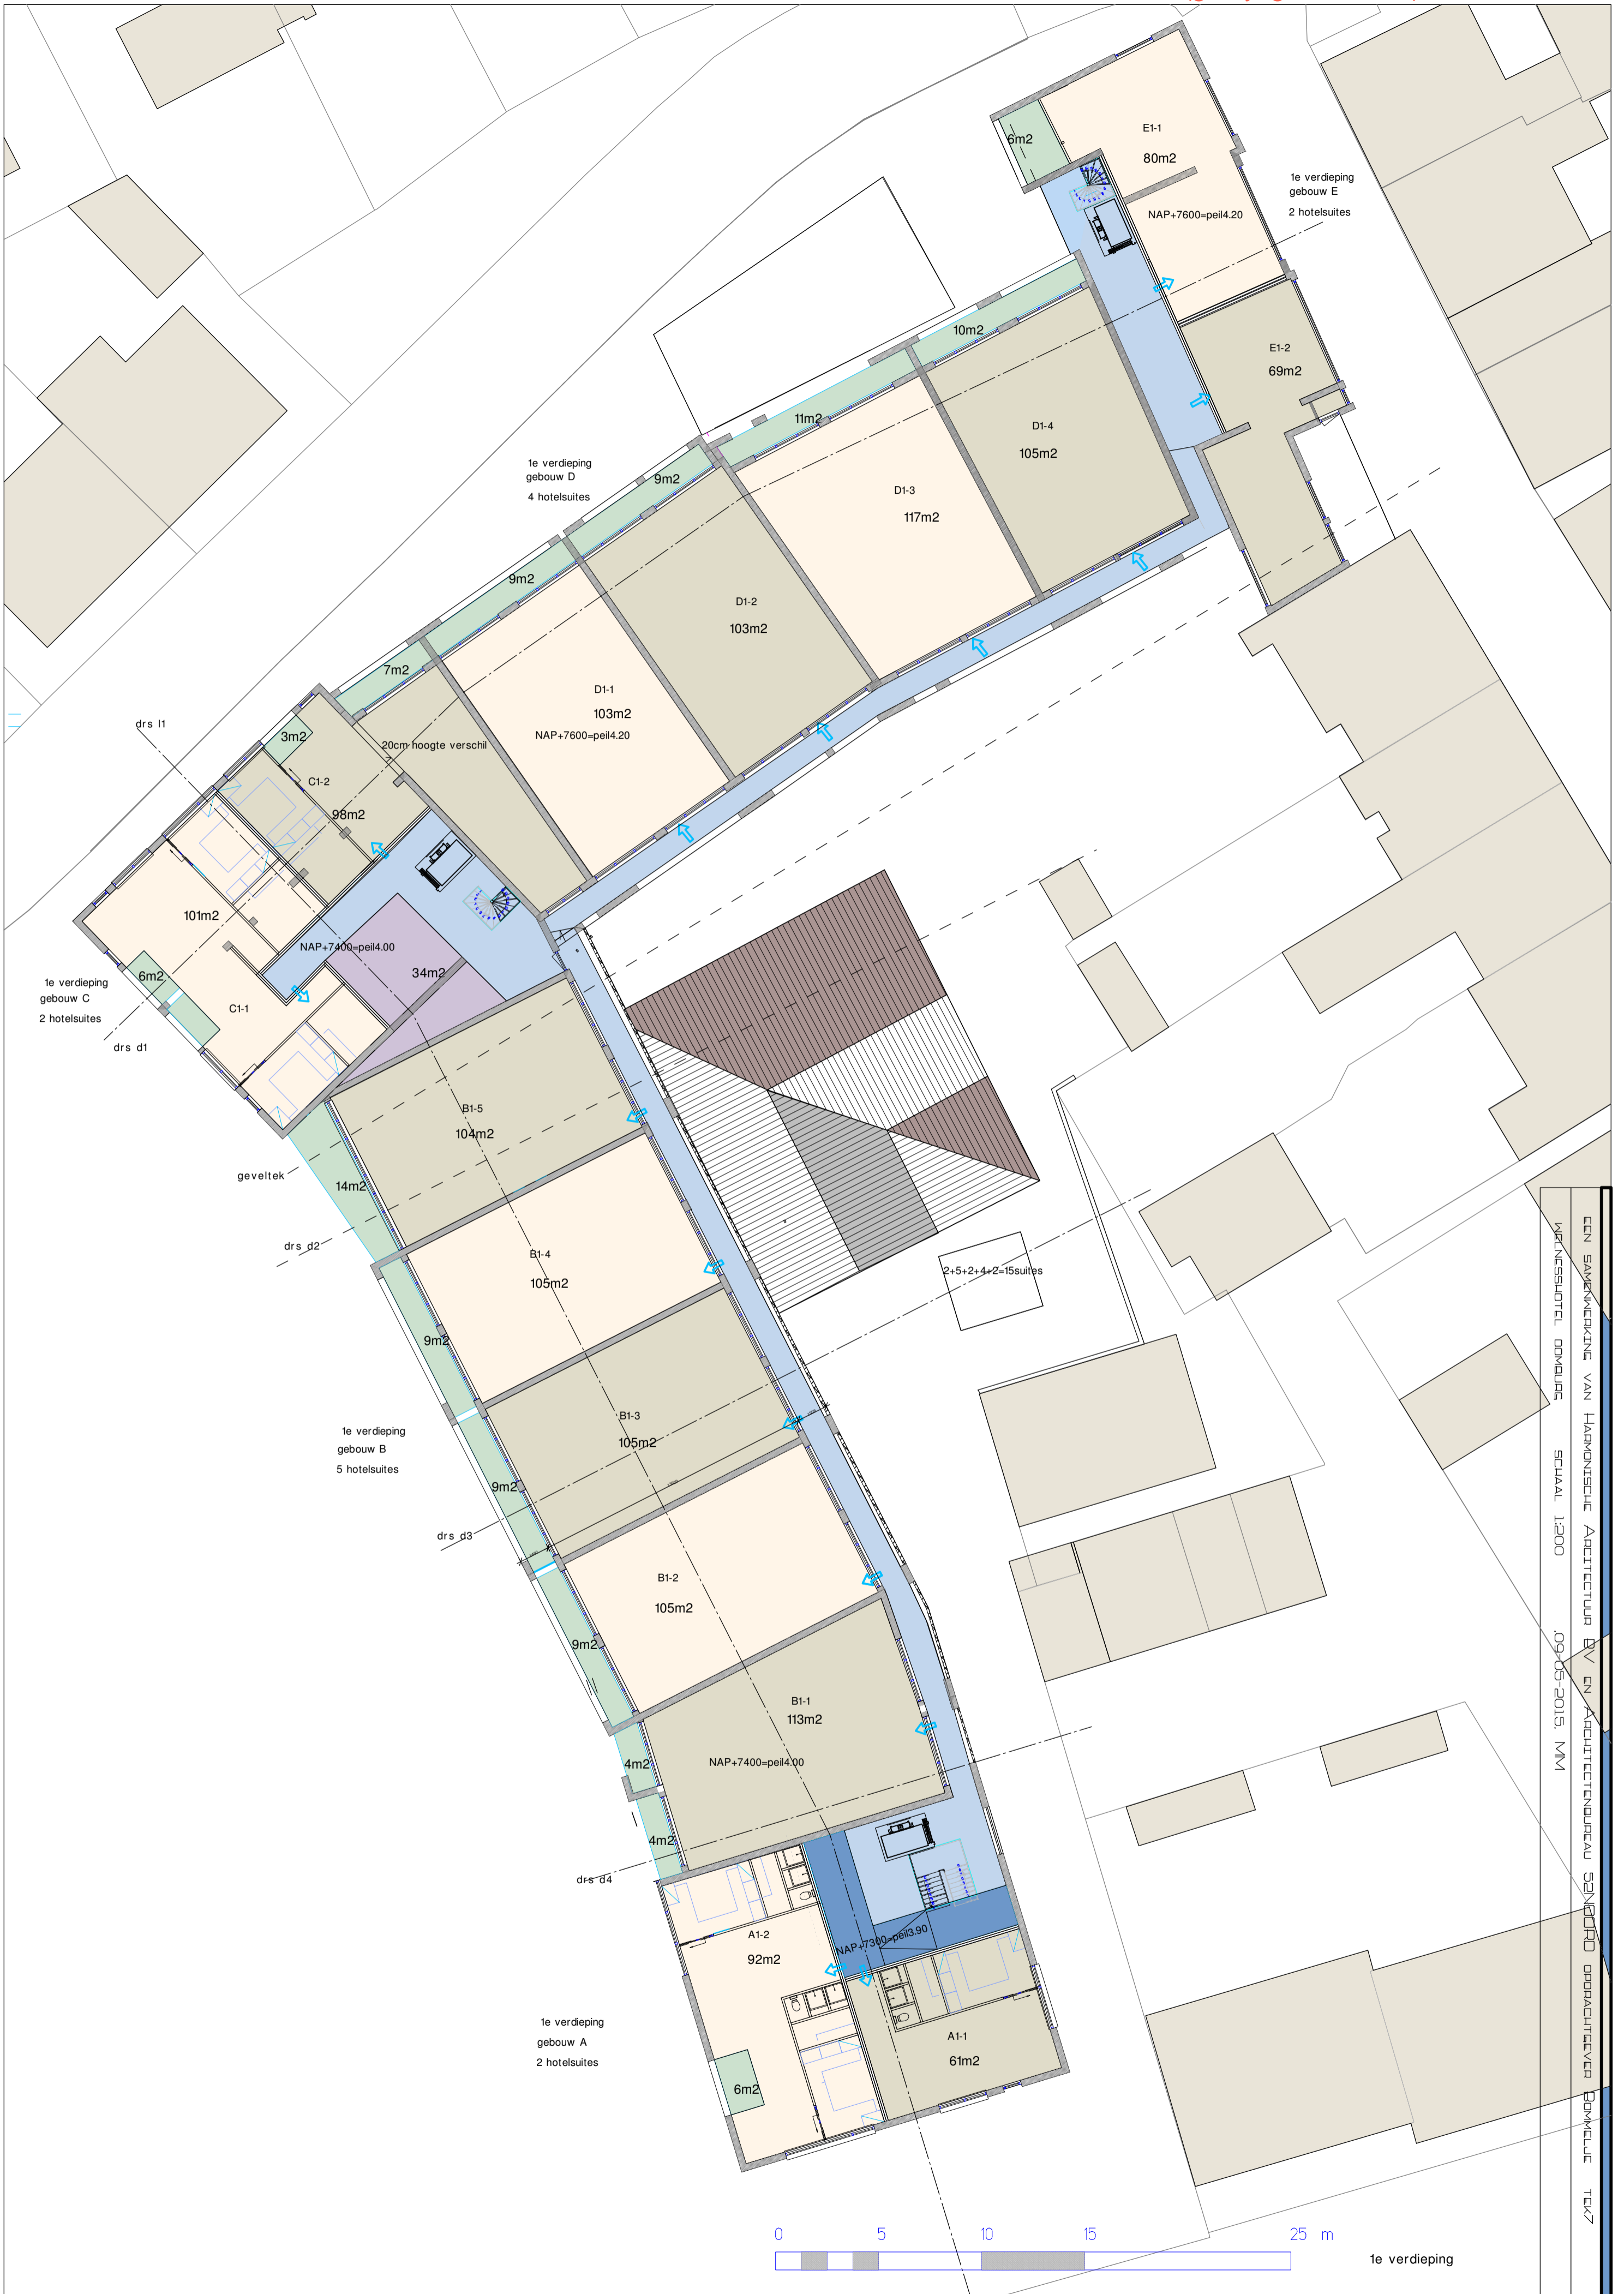 6m2
E1-1
80m2
NAP+7600=peil4.20
1e verdieping
gebouw E
2 hotelsuites
E1-2
69m2
10m2
11m2
D1-4
105m2
1e verdieping
gebouw D
4 hotelsuites
9m2
D1-3
117m2
9m2
D1-2
103m2
7m2
D1-1
103m2
NAP+7600=peil4.20
20cm hoogte verschil
drs l1
3m2
C1-2
98m2
101m2
NAP+7400=peil4.00
34m2
6m2
C1-1
1e verdieping
gebouw C
2 hotelsuites
drs d1
B1-5
104m2
geveltek
14m2
drs d2
B1-4
105m2
2+5+2+4+2=15suites
9m2
B1-3
105m2
1e verdieping
gebouw B
5 hotelsuites
9m2
drs d3
B1-2
105m2
9m2
B1-1
113m2
NAP+7400=peil4.00
4m2
4m2
drs d4
A1-2
92m2
NAP+7300=peil3.90
A1-1
61m2
1e verdieping
gebouw A
2 hotelsuites
6m2
0 5 10 15 25 m
1e verdieping
EEN SAMENWERKING VAN HARMONISCHE ARCITECTUUR BV EN ARCHITECTENBUREAU 52NOORD OPDRACHTGEVER BOMMELJE TEK7
WELNESSHOTEL DOMBURG SCHAAL 1:200 .09-05-2015. MM